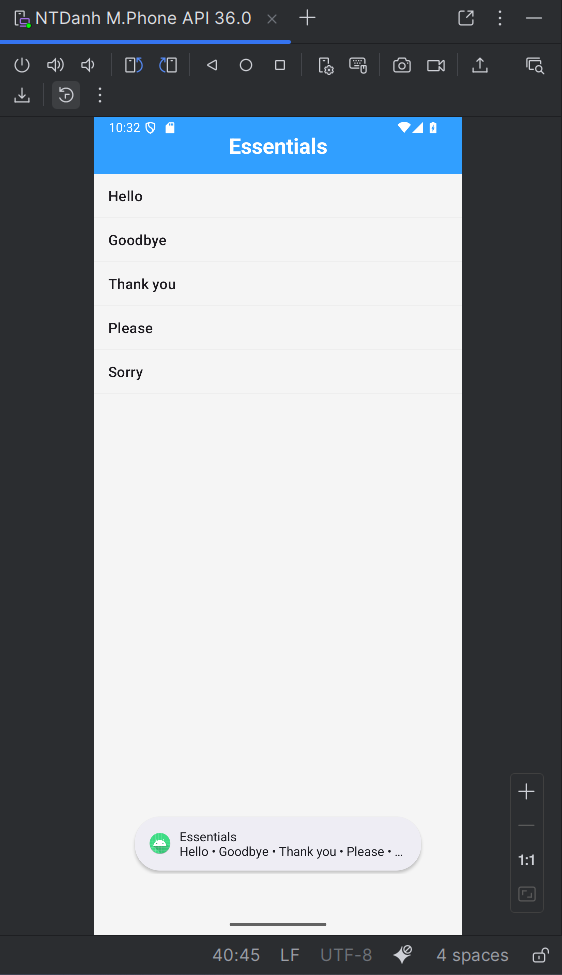 NTDanh M.Phone API 36.0
10:32
Essentials
Hello
Goodbye
Thank you
Please
Sorry
Essentials
Hello • Goodbye • Thank you • Please • ...
1:1
40:45 LF UTF-8 4 spaces